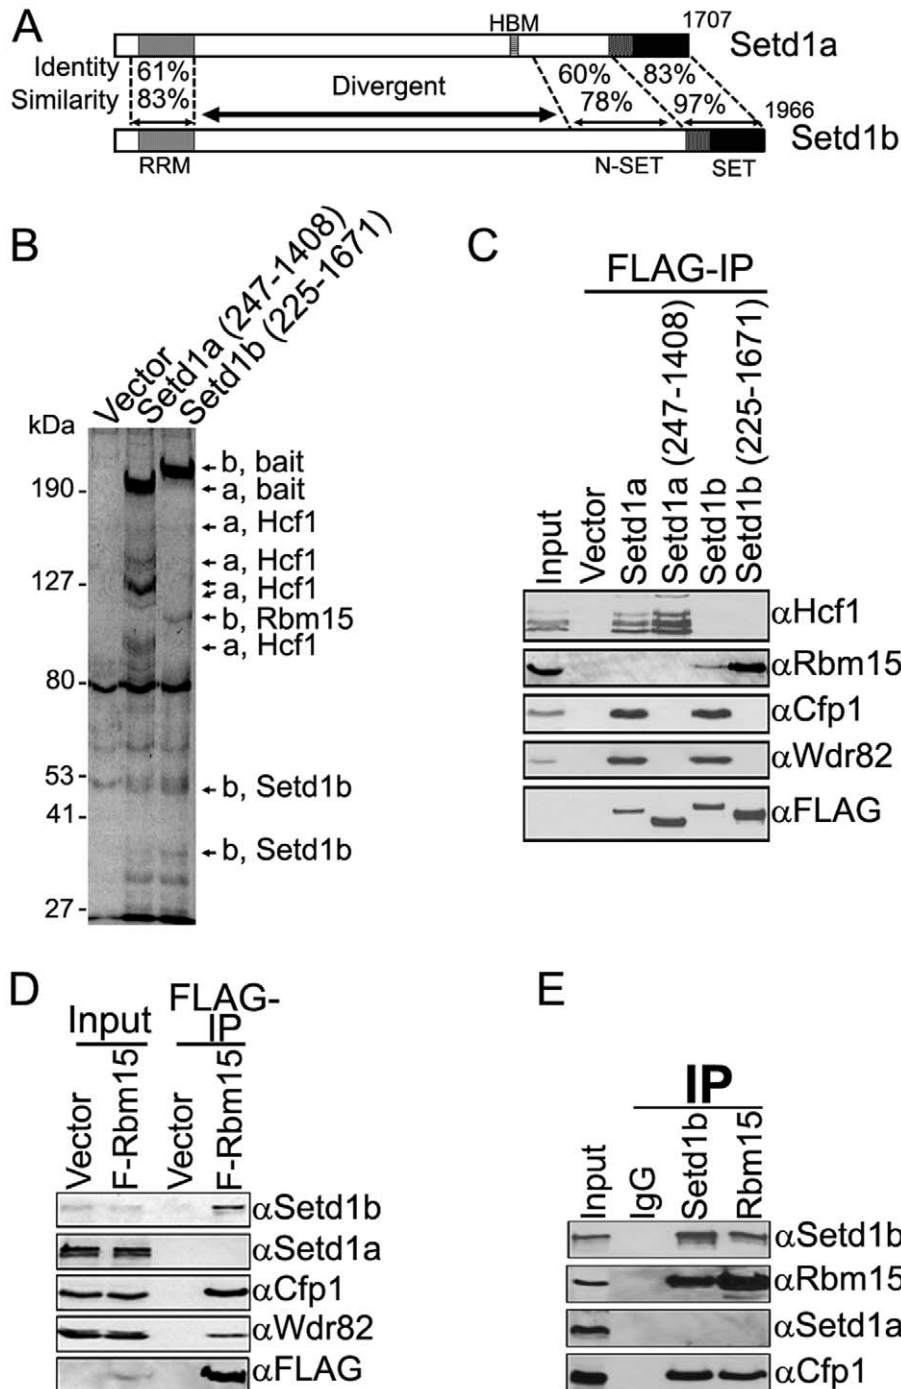 A
HBM
1707
Setd1a
Identity 61% 60% 83%
Similarity 83% Divergent 78% 97%
1966
Setd1b
RRM N-SET SET
B
Vector
Setd1a (247-1408)
Setd1b (225-1671)
kDa
190
127
80
53
41
27
b, bait
a, bait
a, Hcf1
a, Hcf1
a, Hcf1
b, Rbm15
a, Hcf1
b, Setd1b
b, Setd1b
C
FLAG-IP
Input
Vector
Setd1a
Setd1a (247-1408)
Setd1b
Setd1b (225-1671)
αHcf1
αRbm15
αCfp1
αWdr82
αFLAG
D
Input
FLAG-
IP
Vector
F-Rbm15
Vector
F-Rbm15
αSetd1b
αSetd1a
αCfp1
αWdr82
αFLAG
E
IP
Input
IgG
Setd1b
Rbm15
αSetd1b
αRbm15
αSetd1a
αCfp1